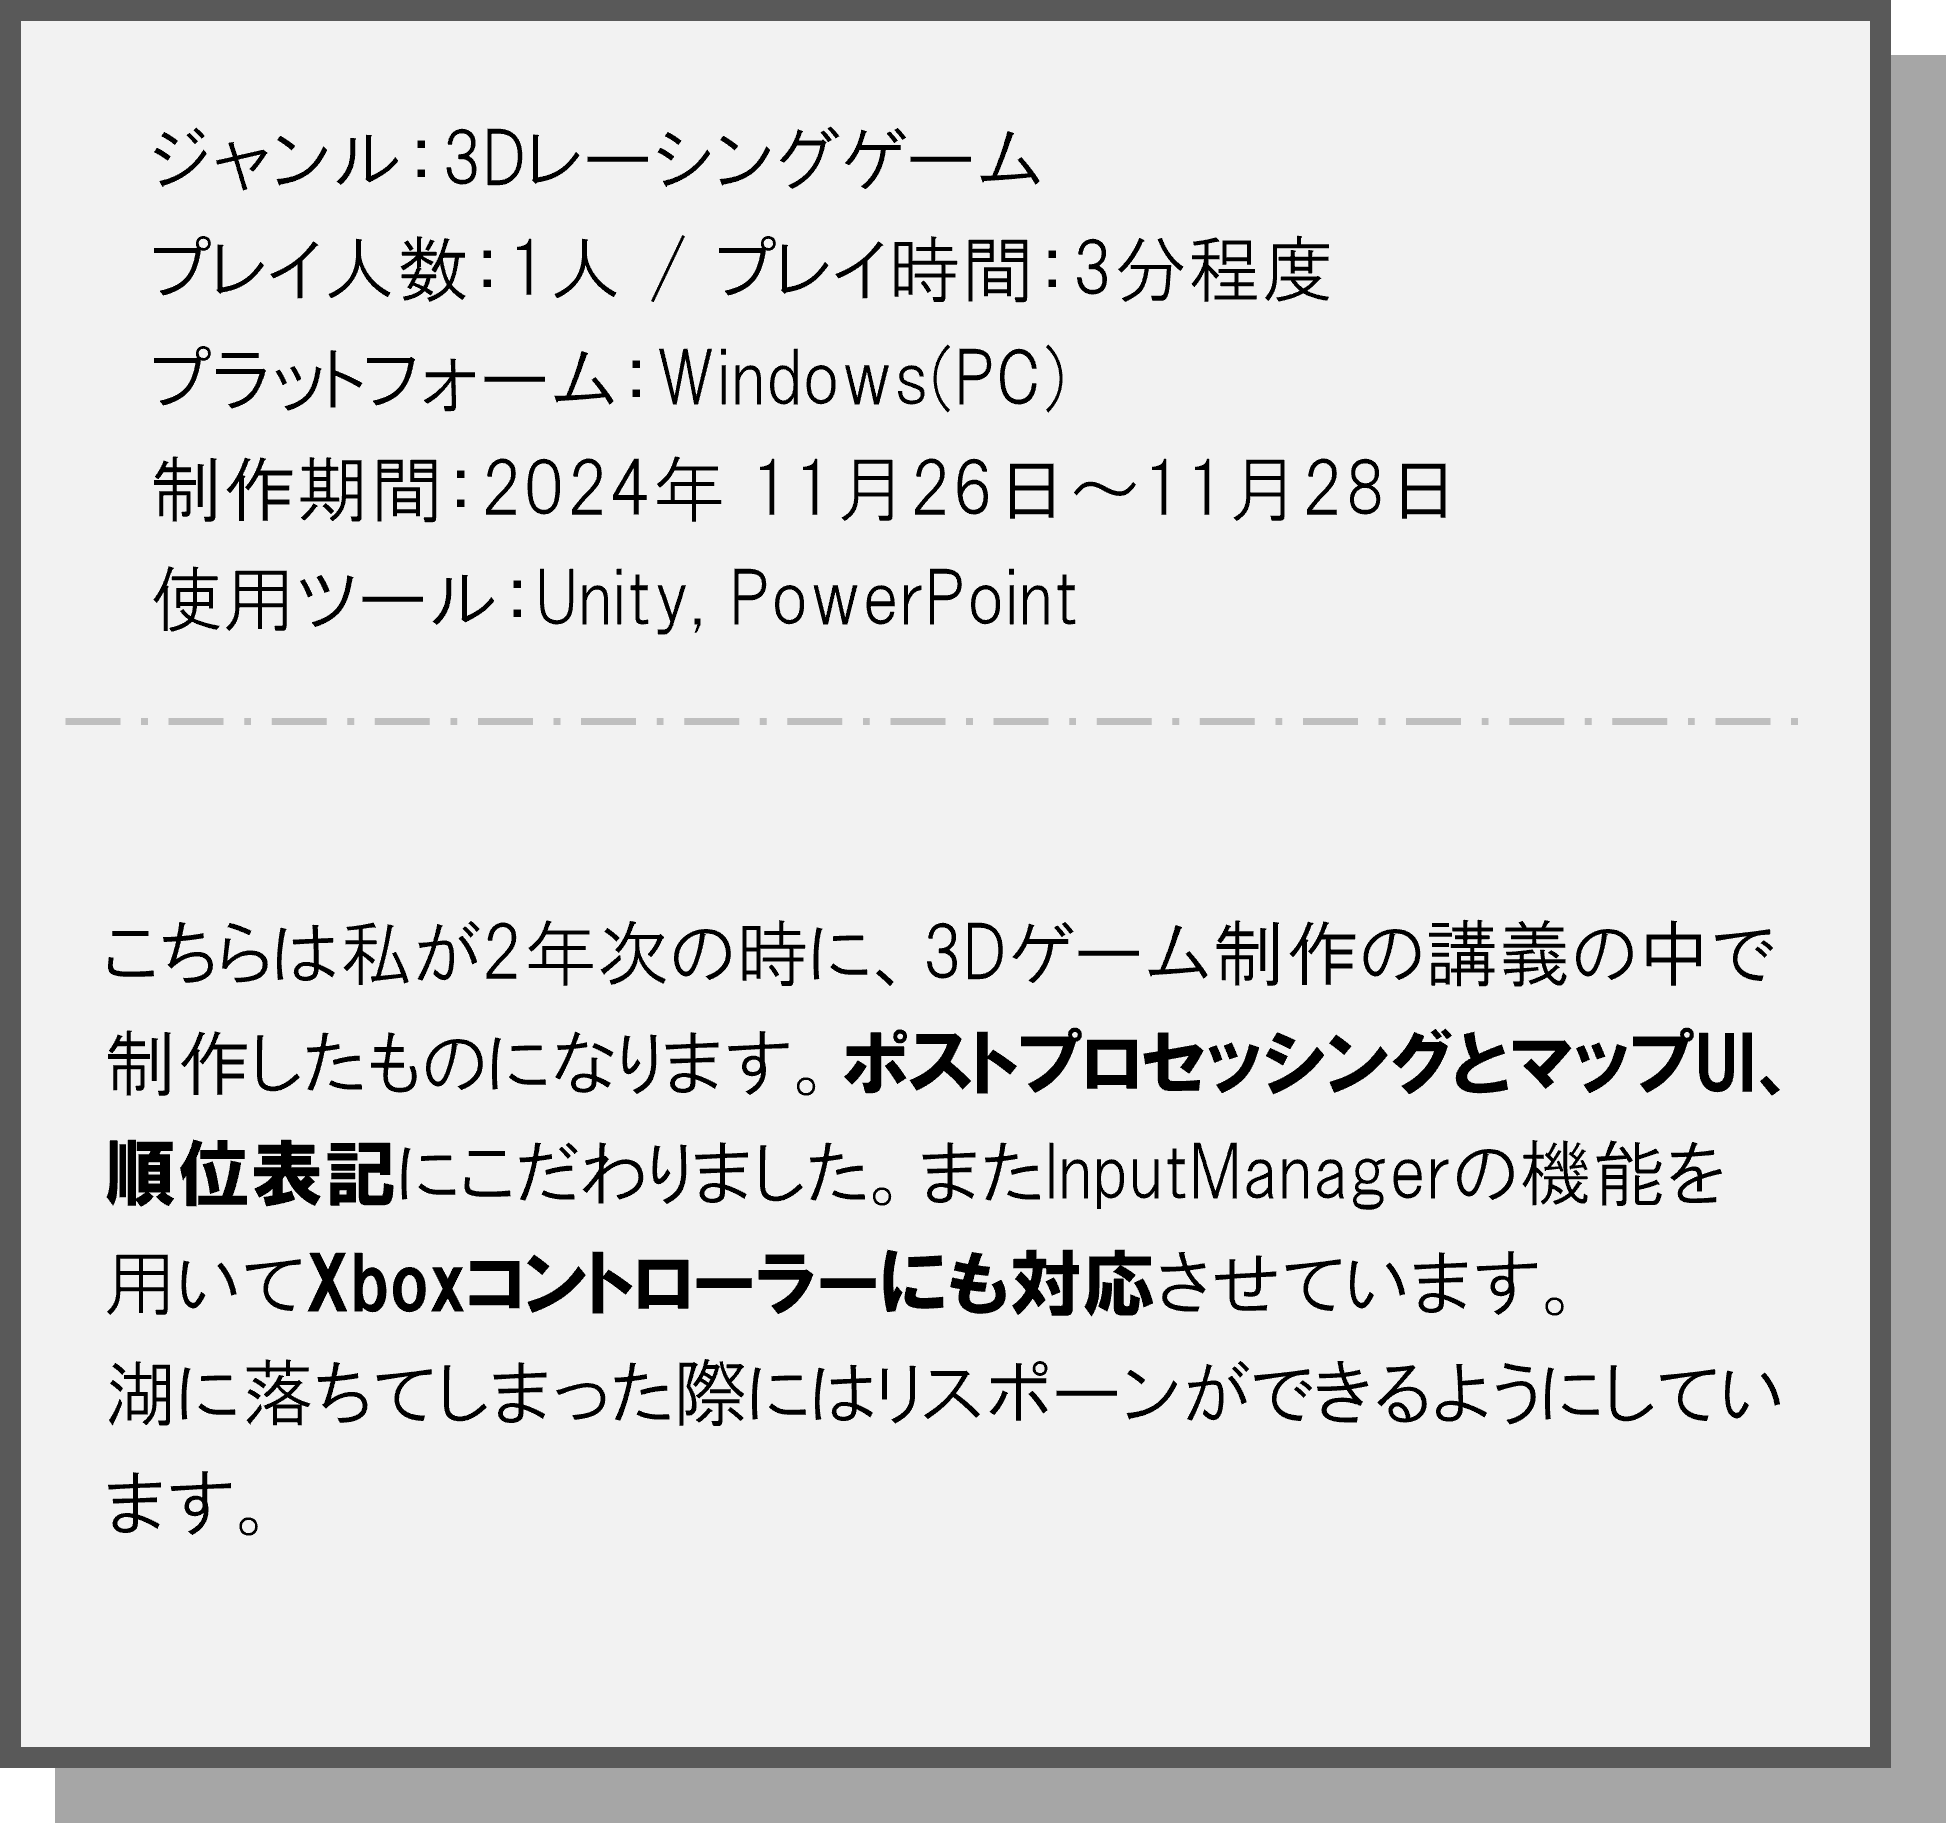 ジャンル：3Dレーシングゲーム
プレイ人数：1人 / プレイ時間：3分程度
プラットフォーム：Windows(PC)
制作期間：2024年 11月26日～11月28日
使用ツール：Unity, PowerPoint
こちらは私が2年次の時に、3Dゲーム制作の講義の中で
制作したものになります。ポストプロセッシングとマップUI、
順位表記にこだわりました。またInputManagerの機能を
用いてXboxコントローラーにも対応させています。
湖に落ちてしまった際にはリスポーンができるようにしてい
ます。